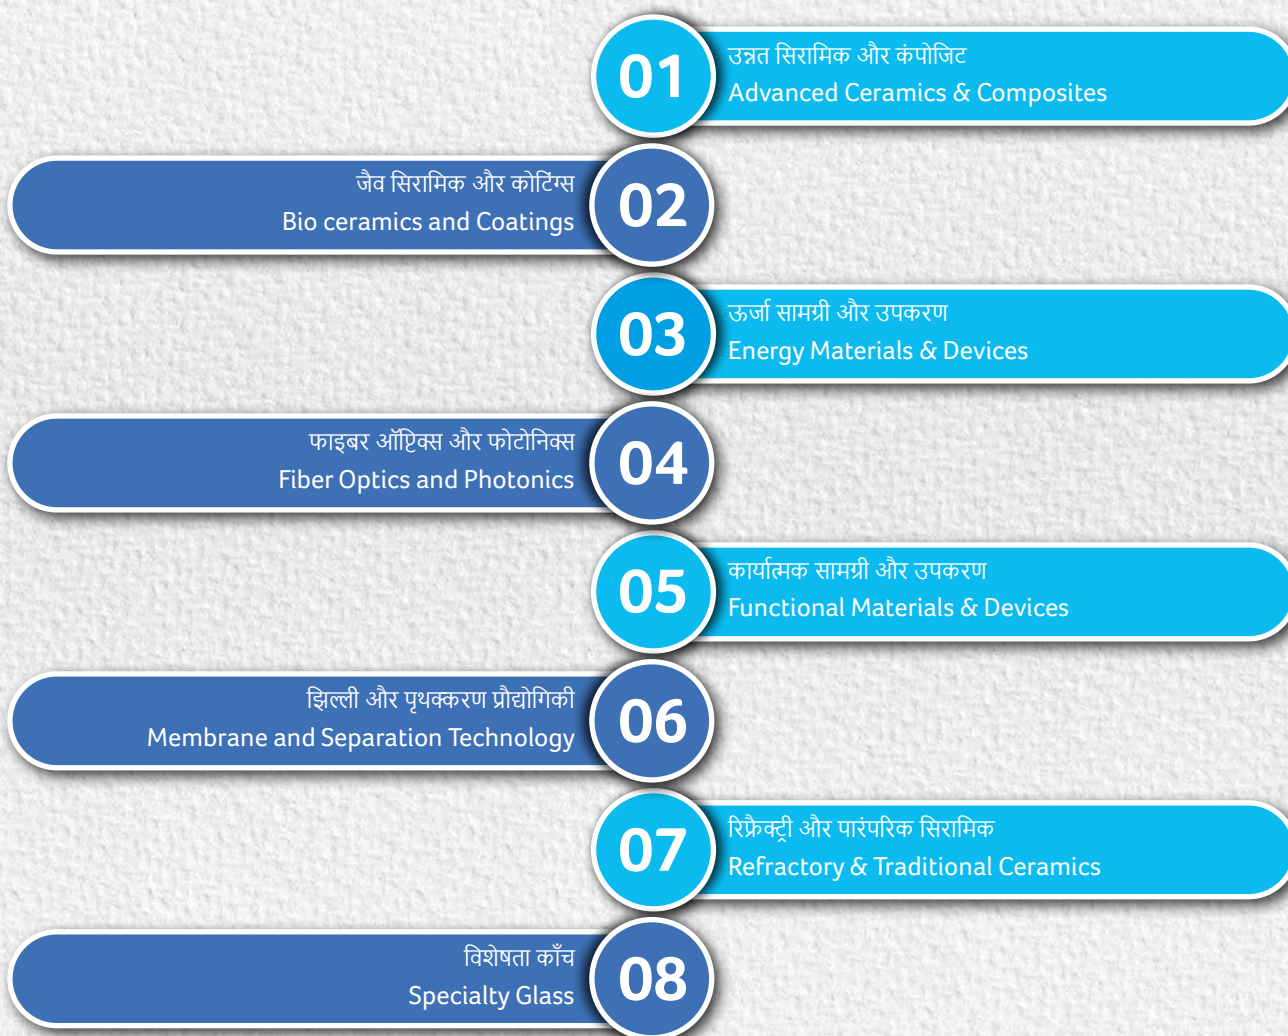 01
उन्नत सिरामिक और कंपोजिट
Advanced Ceramics & Composites
जैव सिरामिक और कोटिंग्स
Bio ceramics and Coatings
02
03
ऊर्जा सामग्री और उपकरण
Energy Materials & Devices
फाइबर ऑप्टिक्स और फोटोनिक्स
Fiber Optics and Photonics
04
05
कार्यात्मक सामग्री और उपकरण
Functional Materials & Devices
झिल्ली और पृथक्करण प्रौद्योगिकी
Membrane and Separation Technology
06
07
रिफ्रैक्ट्री और पारंपरिक सिरामिक
Refractory & Traditional Ceramics
विशेषता काँच
Specialty Glass
08